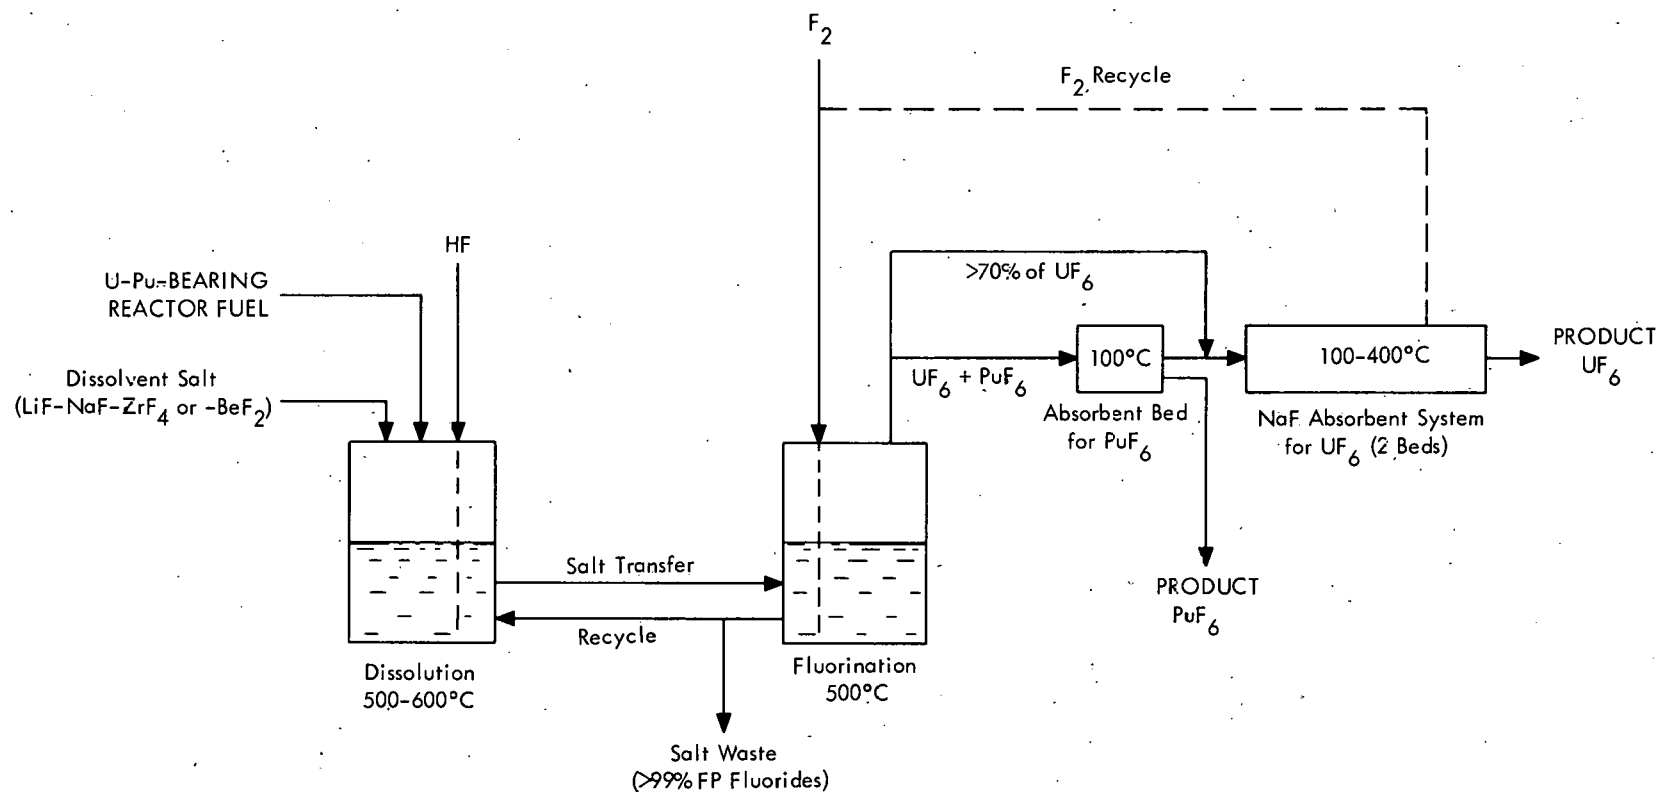 F2
F2 Recycle
HF
>70% of UF6
U-Pu-BEARING
REACTOR FUEL
Dissolvent Salt
(LiF-NaF-ZrF4 or -BeF2)
100°C
100-400°C
PRODUCT
UF6
UF6 + PuF6
Absorbent Bed
for PuF6
NaF Absorbent System
for UF6 (2 Beds)
Salt Transfer
Recycle
PRODUCT
PuF6
Dissolution
500-600°C
Fluorination
500°C
Salt Waste
(>99% FP Fluorides)